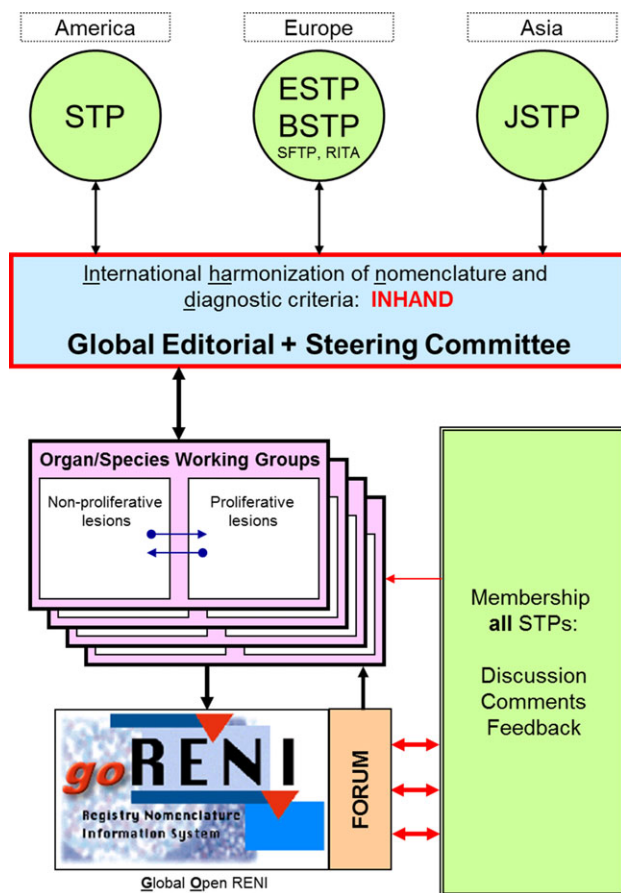 America
Europe
Asia
STP
ESTP
BSTP
SFTP, RITA
JSTP
International harmonization of nomenclature and
diagnostic criteria: INHAND
Global Editorial + Steering Committee
Organ/Species Working Groups
Non-proliferative
lesions
Proliferative
lesions
Membership
all STPs:
Discussion
Comments
Feedback
goRENI
Registry Nomenclature
Information System
FORUM
Global Open RENI